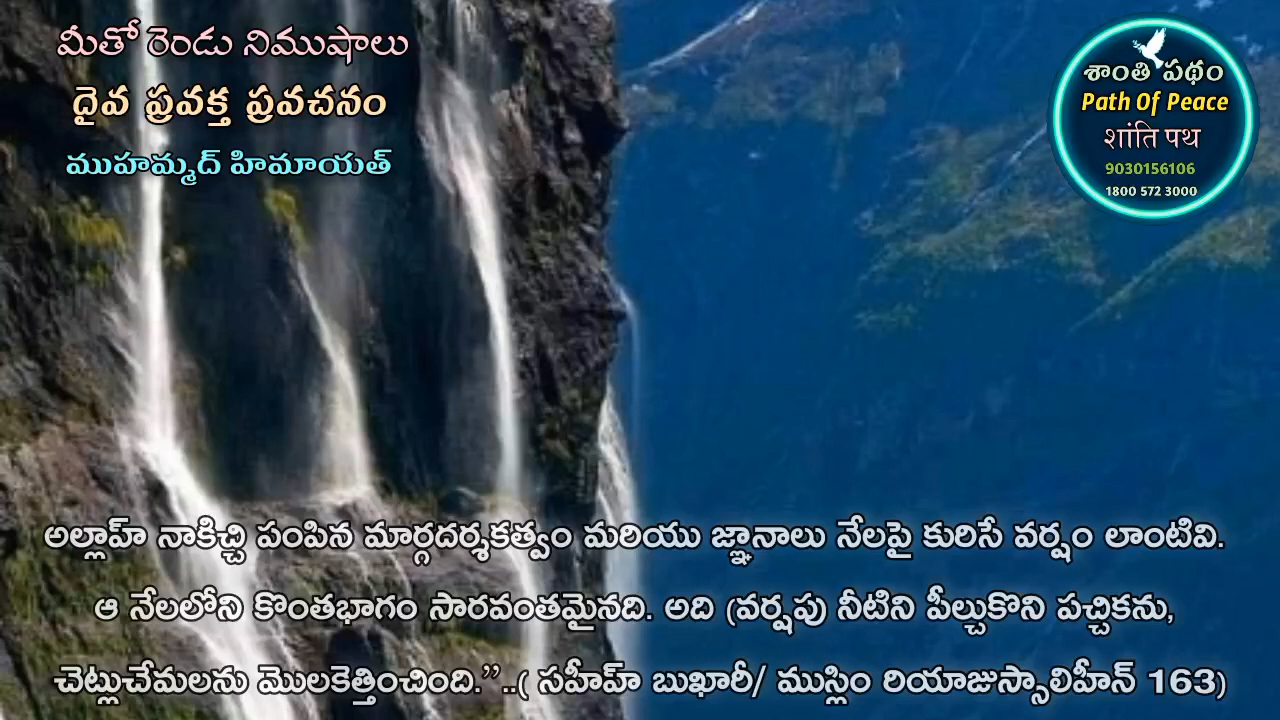 మీతో రెండు నిముషాలు
దైవ ప్రవక్త ప్రవచనం
ముహమ్మద్ హిమాయత్
శాంతి పథం
Path Of Peace
शांति पथ
9030156106
1800 572 3000
అల్లాహ్ నాకిచ్చి పంపిన మార్గదర్శకత్వం మరియు జ్ఞానాలు నేలపై కురిసే వర్షం లాంటివి.
ఆ నేలలోని కొంతభాగం సారవంతమైనది. అది (వర్షపు నీటిని పీల్చుకొని పచ్చికను,
చెట్లుచేమలను మొలకెత్తించింది.”..( సహీహ్ బుఖారీ/ ముస్లిం రియాజుస్సాలిహీన్ 163)